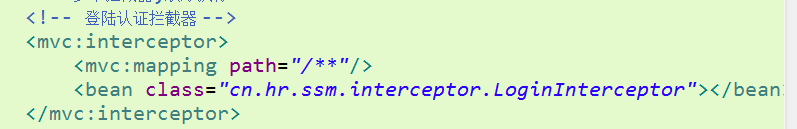 <!-- 登陆认证拦截器 -->
<mvc:interceptor>
<mvc:mapping path="/**"/>
<bean class="cn.hr.ssm.interceptor.LoginInterceptor"></bean
</mvc:interceptor>